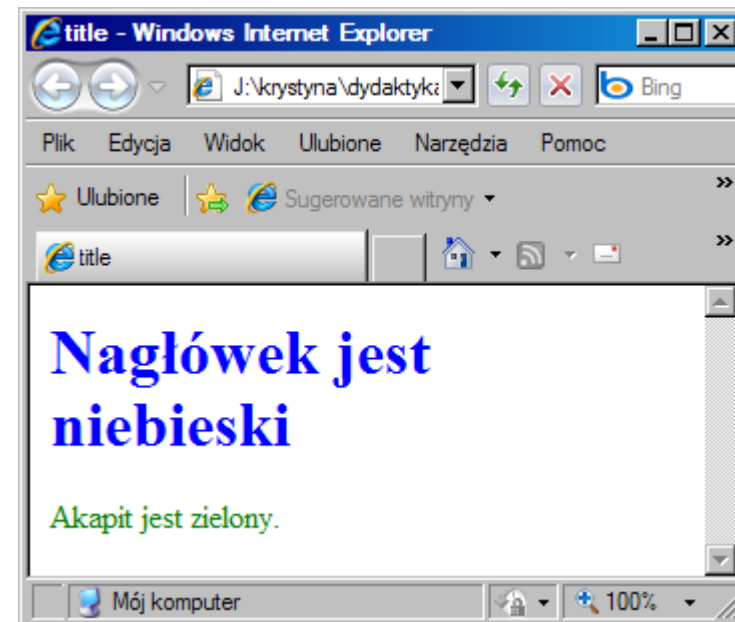 title - Windows Internet Explorer
J:\krystyna\dydaktyk
Bing
Plik Edycja Widok Ulubione Narzędzia Pomoc
Ulubione Sugerowane witryny
title
Nagłówek jest
niebieski
Akapit jest zielony.
Mój komputer 100%